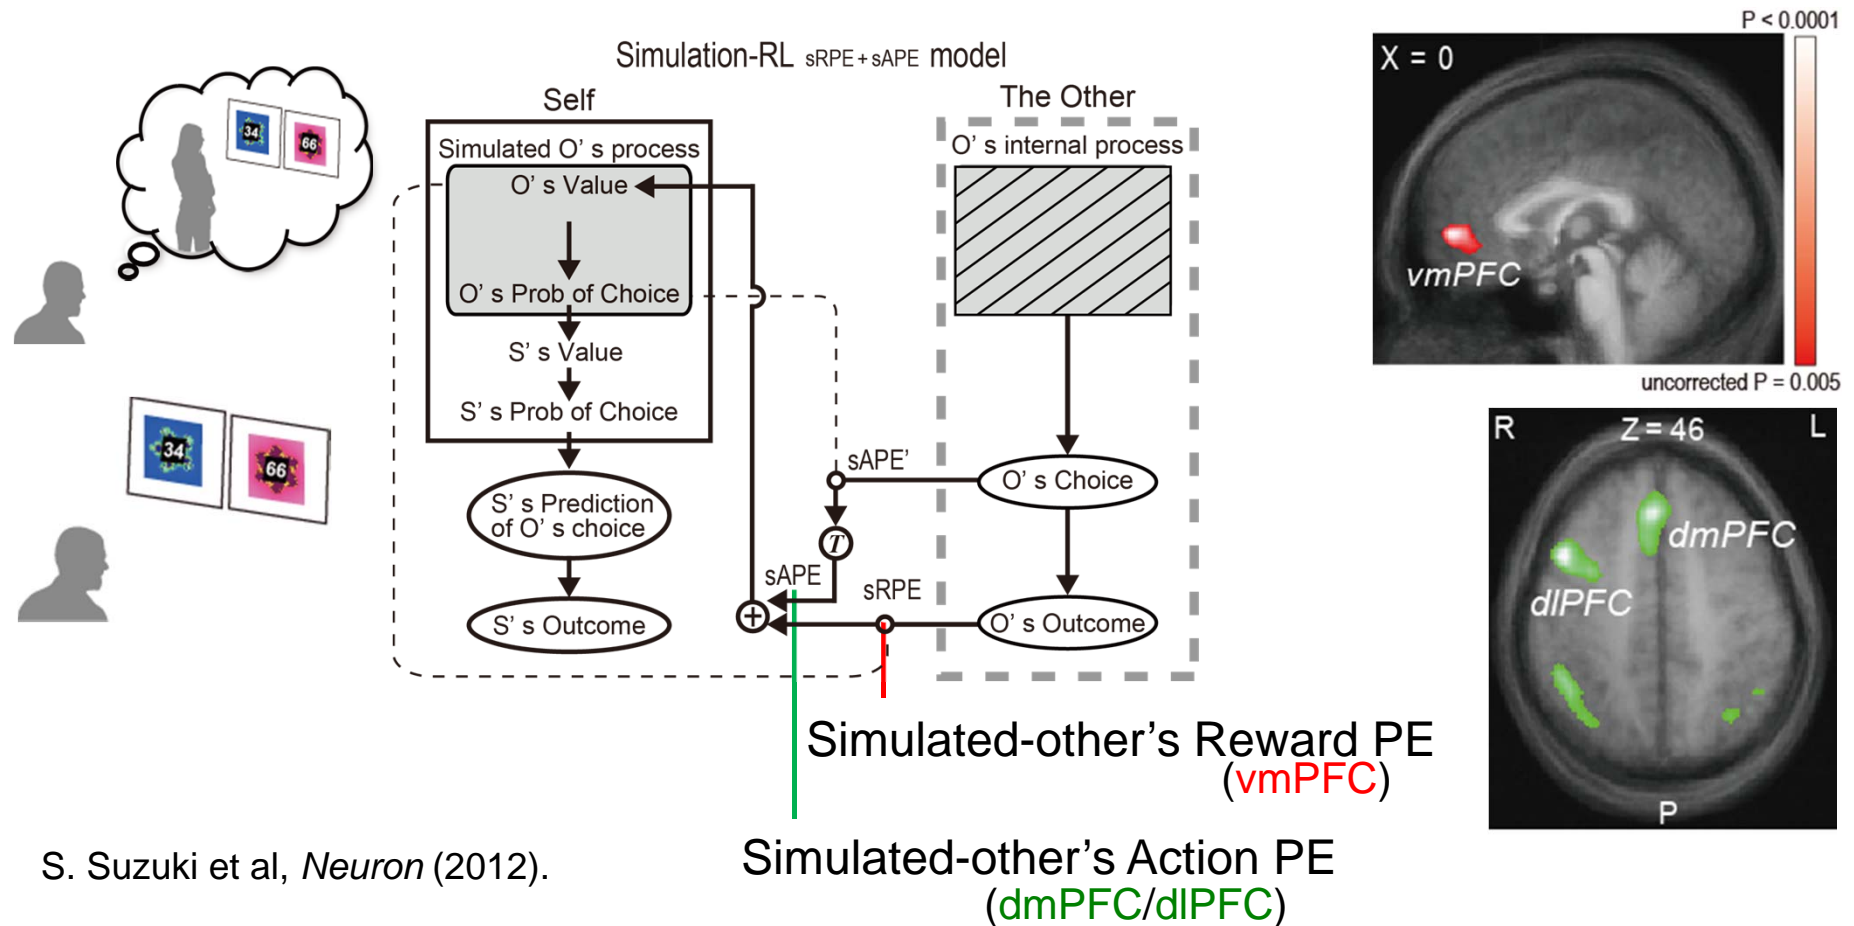 Simulation-RL sRPE + sAPE model
Self
The Other
34
66
Simulated O' s process
O' s Value
O' s Prob of Choice
S' s Value
S' s Prob of Choice
S' s Prediction
of O' s choice
S' s Outcome
O' s internal process
sAPE'
O' s Choice
T
sAPE
sRPE
+
O' s Outcome
34
66
Simulated-other's Reward PE
(vmPFC)
Simulated-other's Action PE
(dmPFC/dlPFC)
S. Suzuki et al, Neuron (2012).
P < 0.0001
X = 0
vmPFC
uncorrected P = 0.005
R
Z = 46
L
dmPFC
dlPFC
P